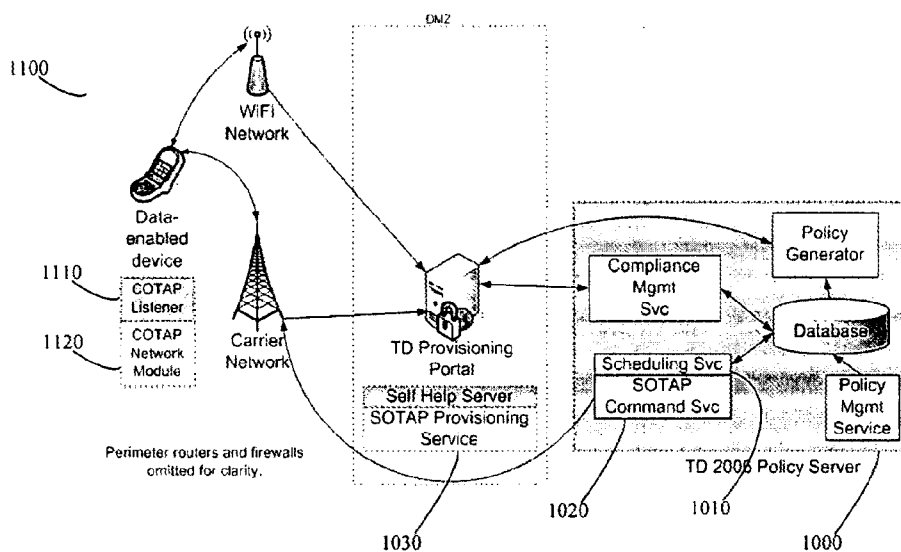 DMZ
1100
WiFi
Network
Data-
enabled
device
1110
COTAP
Listener
1120
COTAP
Network
Module
Carrier
Network
TD Provisioning
Portal
Self Help Server
SOTAP Provisioning
Service
Perimeter routers and firewalls
omitted for clarity.
Compliance
Mgmt
Svc
Policy
Generator
Database
Scheduling Svc
SOTAP
Command Svc
Policy
Mgmt
Service
TD 2006 Policy Server
1030
1020
1010
1000